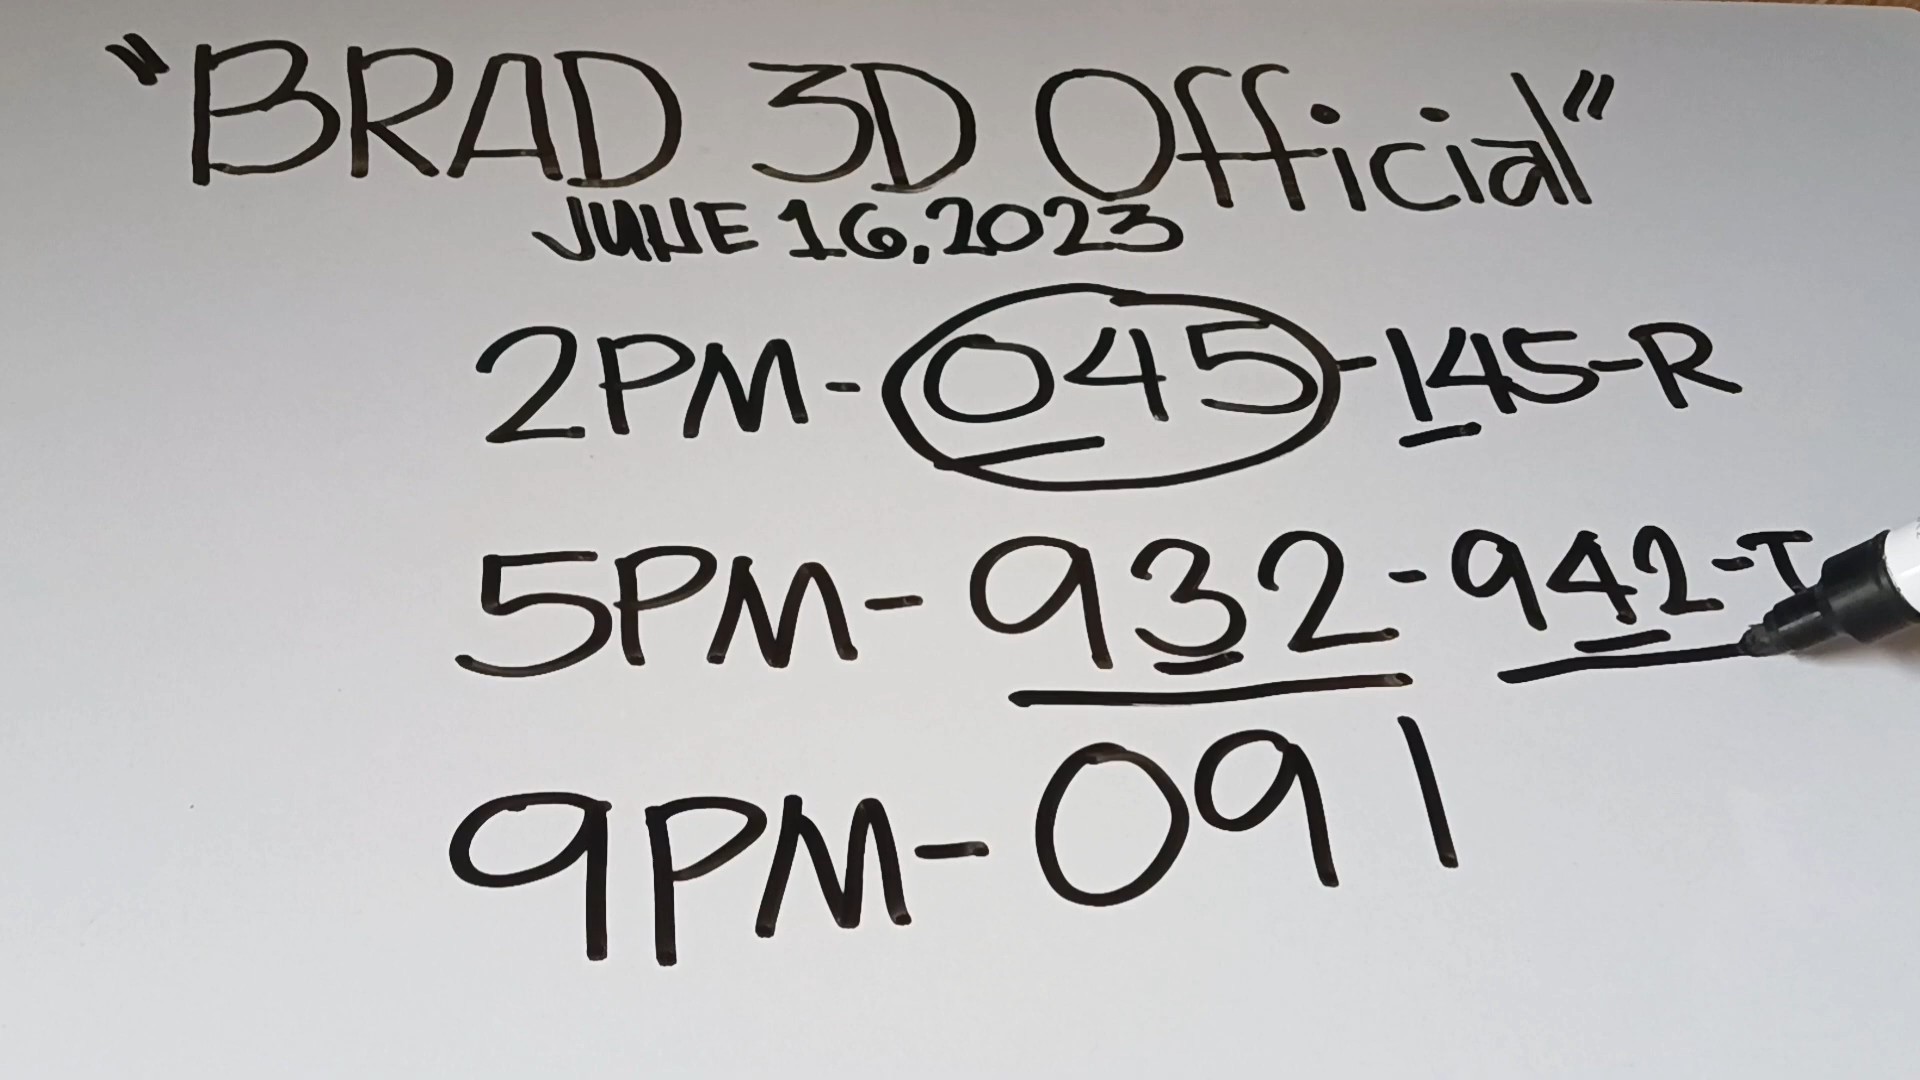 "BRAD 3D Official"
JUNE 16, 2023
2PM - 045 - 145 - R
5PM - 932 - 942 - T
9PM - 091